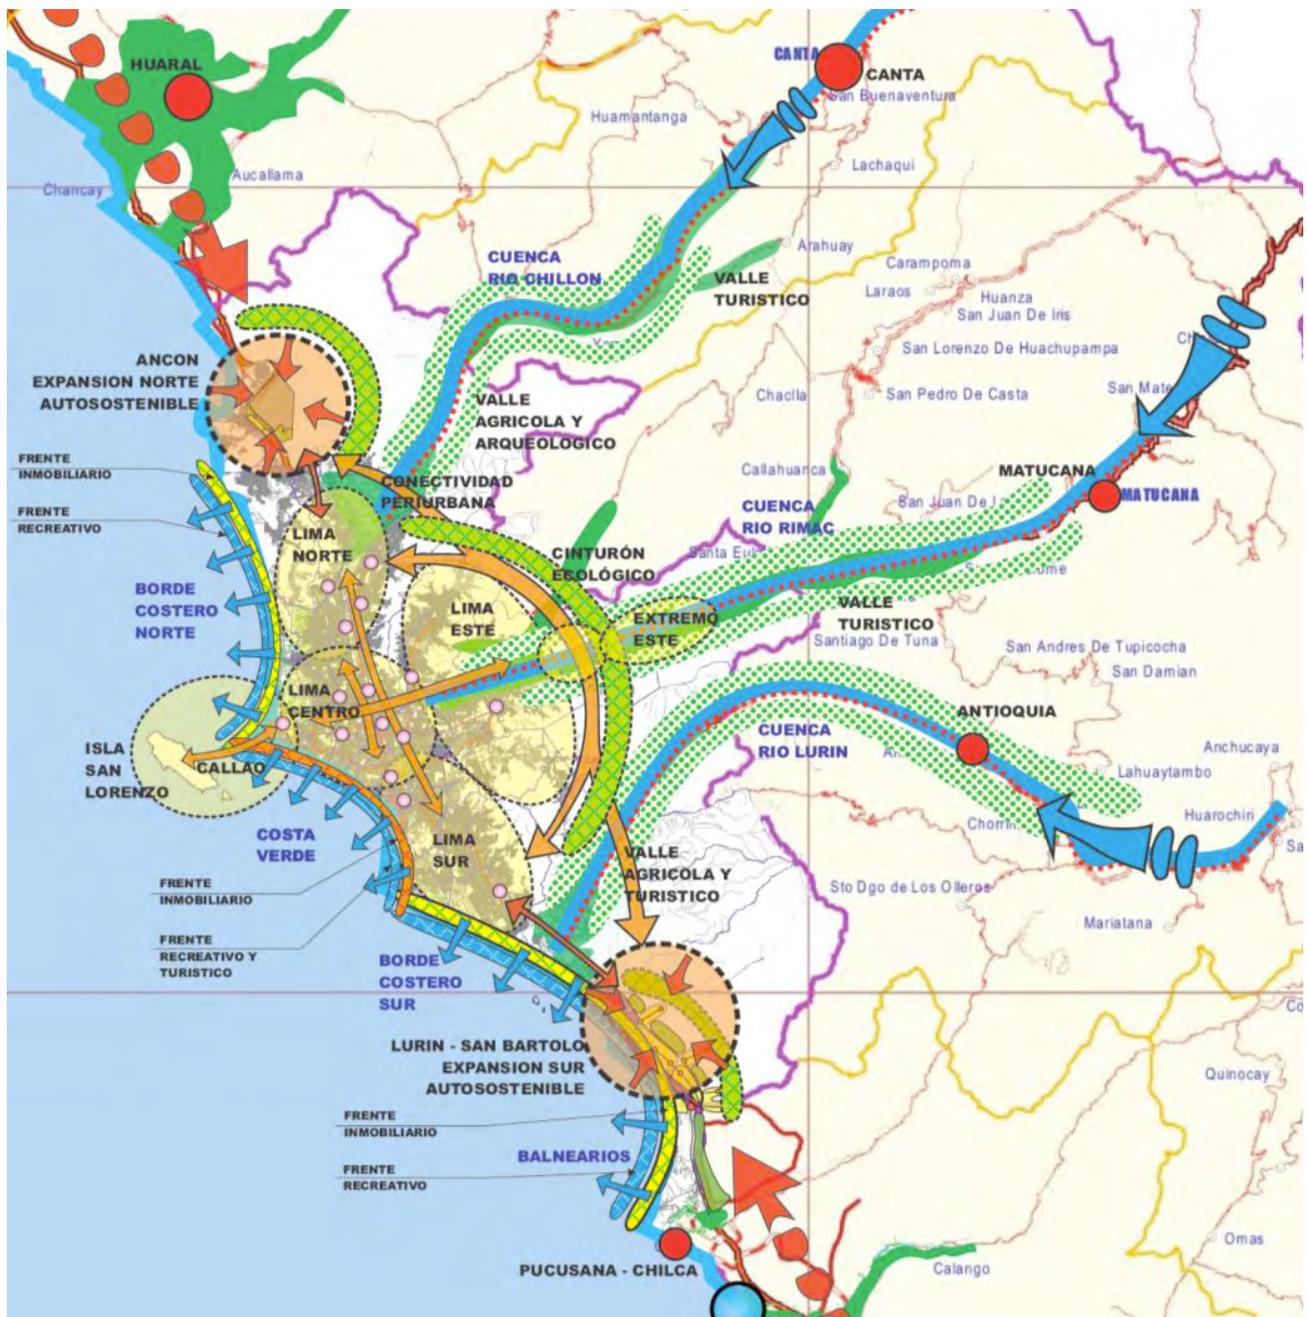 HUARAL
CANTA
CANTA
San Buenaventura
Huamantanga
Lachaqui
Chancay
Aucallama
Arahuay
CUENCA
RIO CHILLON
VALLE
TURISTICO
Carampoma
Laraos
Huanza
San Juan De Iris
San Lorenzo De Huachupampa
ANCON
EXPANSION NORTE
AUTOSOSTENIBLE
Chaclla
San Pedro De Casta
San Mate
VALLE
AGRICOLA Y
ARQUEOLOGICO
FRENTE
INMOBILIARIO
CONECTIVIDAD
PERIURBANA
Callahuanca
MATUCANA
MATUCANA
San Juan De
CUENCA
RIO RIMAC
FRENTE
RECREATIVO
LIMA
NORTE
CINTURÓN
ECOLÓGICO
Santa Eul
BORDE
COSTERO
NORTE
LIMA
ESTE
EXTREMO
ESTE
VALLE
TURISTICO
Santiago De Tuna
San Andres De Tupicocha
San Damian
LIMA
CENTRO
ISLA
SAN
LORENZO
CALLAO
CUENCA
RIO LURIN
ANTIOQUIA
Anchucaya
Lahuaytambo
Huarochiri
COSTA
VERDE
LIMA
SUR
VALLE
AGRICOLA Y
TURISTICO
FRENTE
INMOBILIARIO
Sto Dgo de Los Olleros
Mariatana
FRENTE
RECREATIVO Y
TURISTICO
BORDE
COSTERO
SUR
LURIN - SAN BARTOLO
EXPANSION SUR
AUTOSOSTENIBLE
Quinocay
FRENTE
INMOBILIARIO
BALNEARIOS
FRENTE
RECREATIVO
Omas
PUCUSANA - CHILCA
Calango